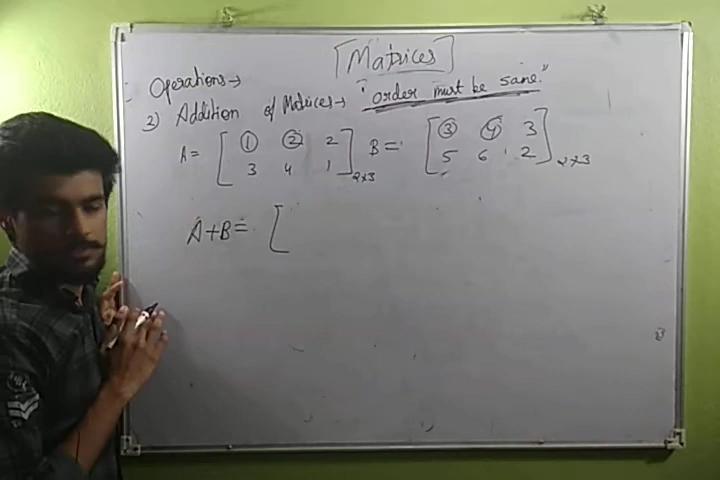 [Matrices]
Operations→
2) Addition of Matrices→ "order must be same."
A= [ 1 2 2 B= [ 3 4 3
3 4 1 ]2×3 5 6 2 ]2×3
A+B= [